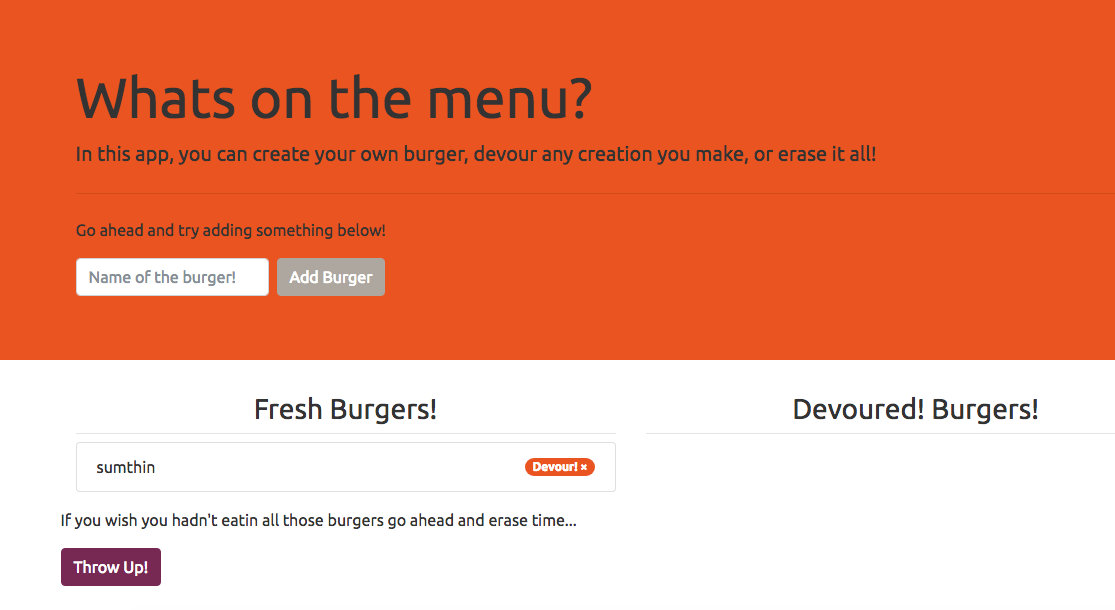 Whats on the menu?
In this app, you can create your own burger, devour any creation you make, or erase it all!
Go ahead and try adding something below!
Name of the burger!
Add Burger
Fresh Burgers!
Devoured! Burgers!
sumthin
Devour! ×
If you wish you hadn't eatin all those burgers go ahead and erase time...
Throw Up!